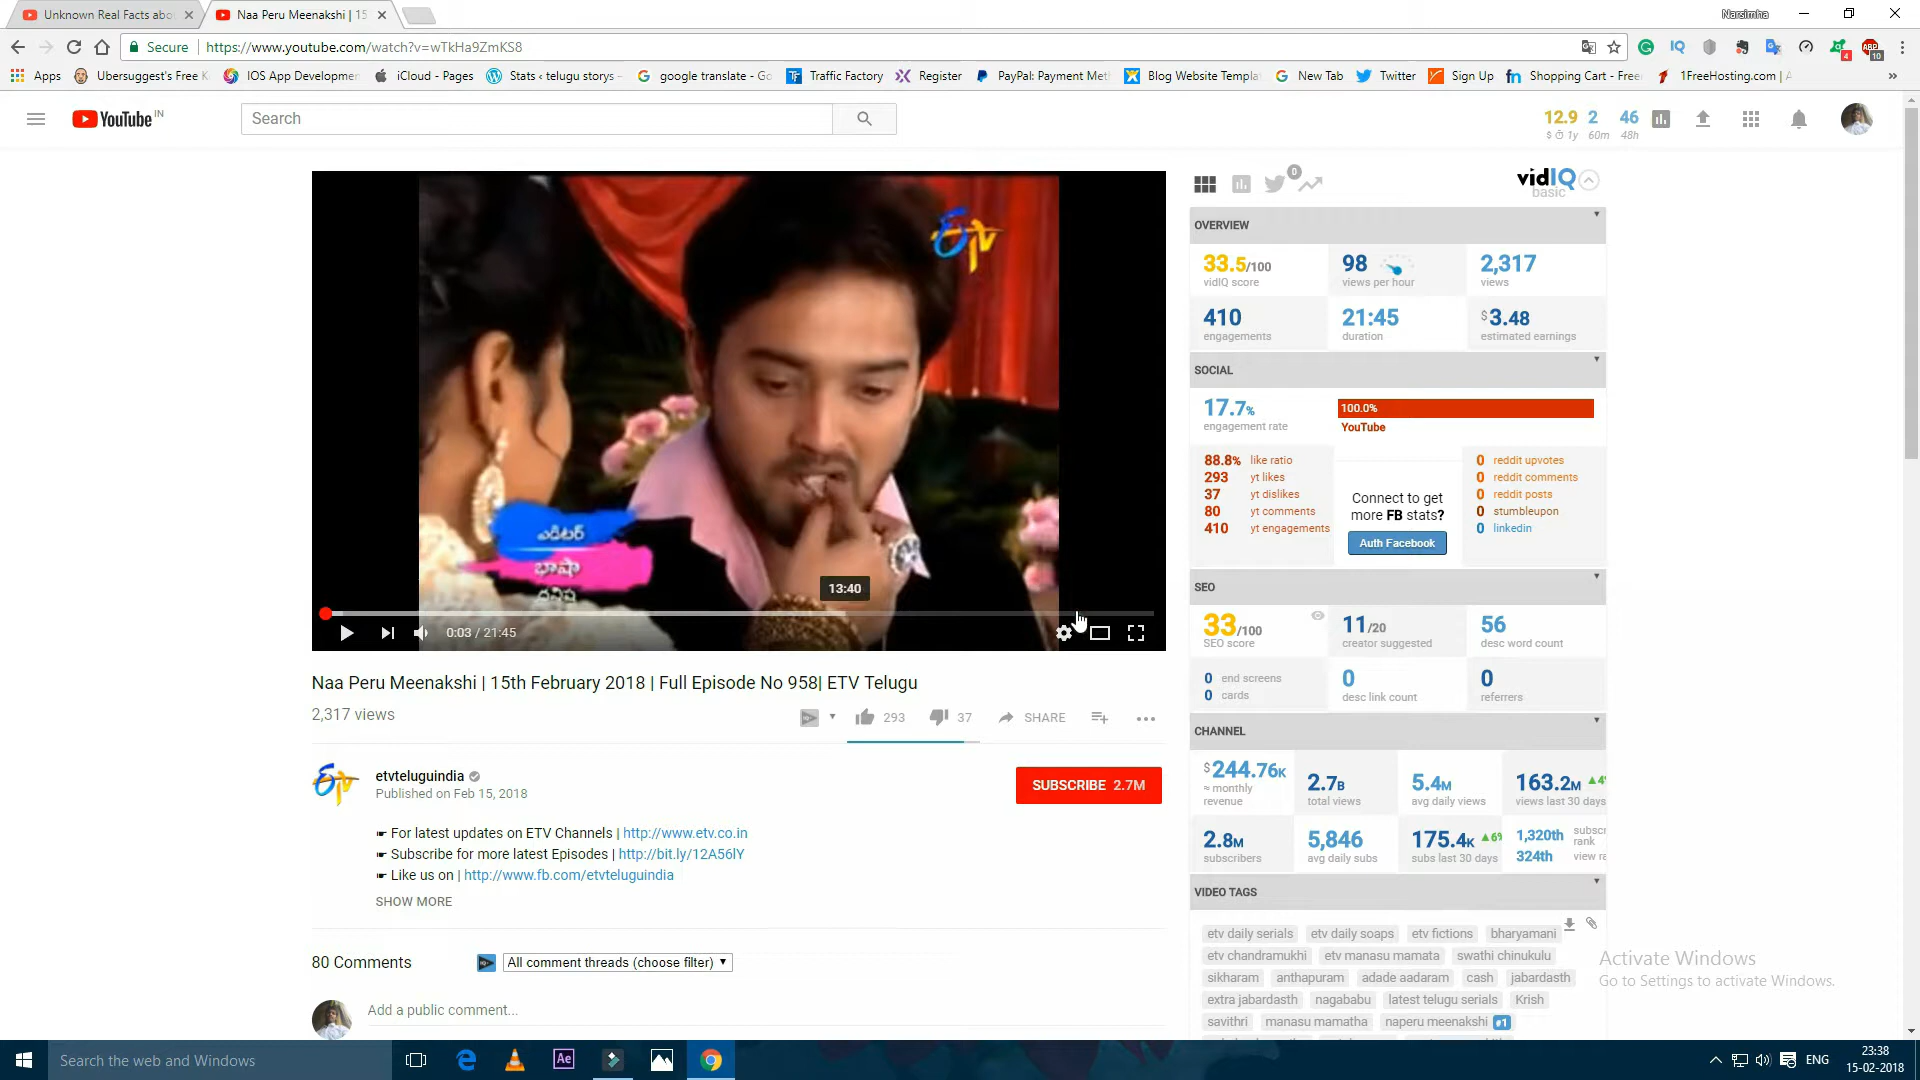 Unknown Real Facts abo
Naa Peru Meenakshi | 15
Narsimha
Secure
https://www.youtube.com/watch?v=wTkHa9ZmKS8
4
10
Apps
Ubersuggest's Free K
IOS App Developmen
iCloud - Pages
Stats ‹ telugu storys –
google translate - Go
Traffic Factory
Register
PayPal: Payment Met
Blog Website Templa
New Tab
Twitter
Sign Up
Shopping Cart - Free
1FreeHosting.com | A
»
YouTube IN
Search
12.9 2 46
$ 1y 60m 48h
ETV
ఎడిటర్
భాషా
13:40
0:03 / 21:45
0
vidIQ
basic
OVERVIEW
33.5/100
vidIQ score
98
views per hour
2,317
views
410
engagements
21:45
duration
$3.48
estimated earnings
SOCIAL
17.7%
engagement rate
100.0%
YouTube
88.8% like ratio
293 yt likes
37 yt dislikes
80 yt comments
410 yt engagements
Connect to get
more FB stats?
Auth Facebook
0 reddit upvotes
0 reddit comments
0 reddit posts
0 stumbleupon
0 linkedin
SEO
33/100
SEO score
11/20
creator suggested
56
desc word count
0 end screens
0 cards
0
desc link count
0
referrers
CHANNEL
$244.76K
≈ monthly
revenue
2.7B
total views
5.4M
avg daily views
163.2M ▲4%
views last 30 days
2.8M
subscribers
5,846
avg daily subs
175.4K ▲6%
subs last 30 days
1,320th subscr
rank
324th view ra
VIDEO TAGS
etv daily serials etv daily soaps etv fictions bharyamani
etv chandramukhi etv manasu mamata swathi chinukulu
sikharam anthapuram adade aadaram cash jabardasth
extra jabardasth nagababu latest telugu serials Krish
savithri manasu mamatha naperu meenakshi #1
Naa Peru Meenakshi | 15th February 2018 | Full Episode No 958| ETV Telugu
2,317 views
293
37
SHARE
etvteluguindia
Published on Feb 15, 2018
SUBSCRIBE 2.7M
☛ For latest updates on ETV Channels | http://www.etv.co.in
☛ Subscribe for more latest Episodes | http://bit.ly/12A56lY
☛ Like us on | http://www.fb.com/etvteluguindia
SHOW MORE
80 Comments
All comment threads (choose filter)
Add a public comment...
Activate Windows
Go to Settings to activate Windows.
Search the web and Windows
Ae
ENG
23:38
15-02-2018